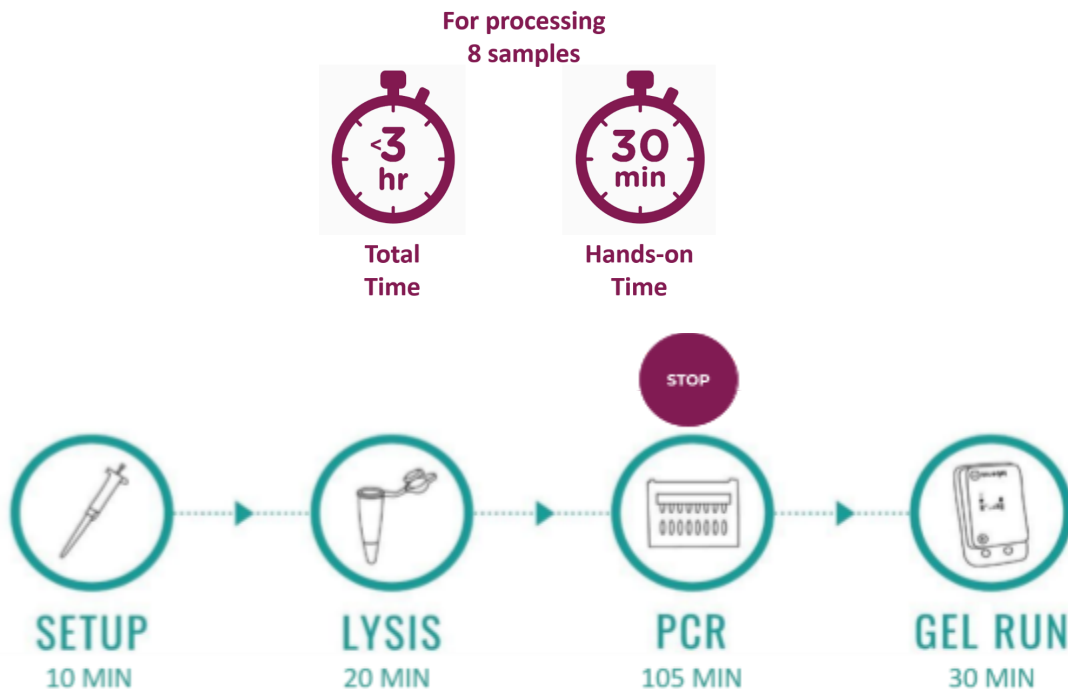 For processing
8 samples
<3
hr
30
min
Total
Time
Hands-on
Time
STOP
SETUP
10 MIN
LYSIS
20 MIN
PCR
105 MIN
GEL RUN
30 MIN